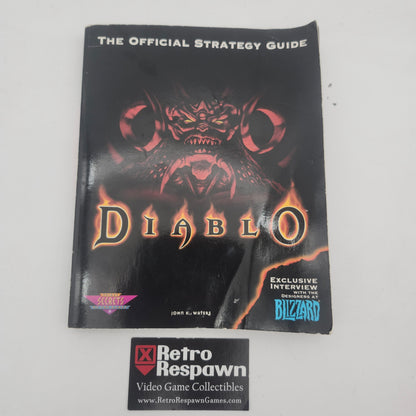 THE OFFICIAL STRATEGY GUIDE
DIABLO
SECRETS
JOHN K. WATERS
EXCLUSIVE
INTERVIEW
WITH THE
DESIGNERS AT
BLIZZARD
Retro
Respawn
Video Game Collectibles
www.RetroRespawnGames.com